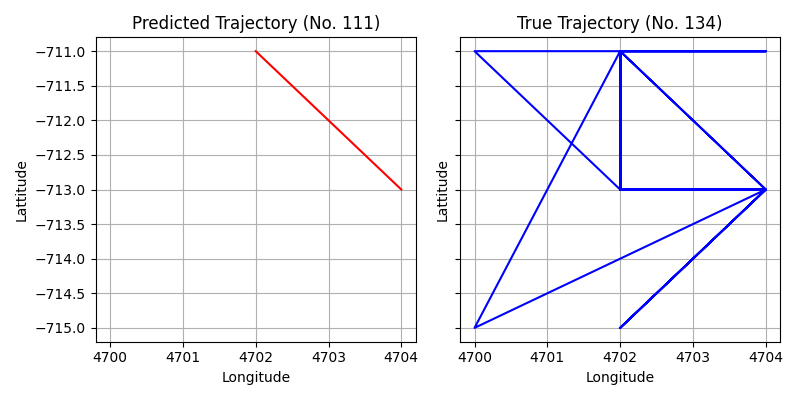 Predicted Trajectory (No. 111)
Lattitude
−711.0
−711.5
−712.0
−712.5
−713.0
−713.5
−714.0
−714.5
−715.0
4700 4701 4702 4703 4704
Longitude
True Trajectory (No. 134)
Lattitude
4700 4701 4702 4703 4704
Longitude